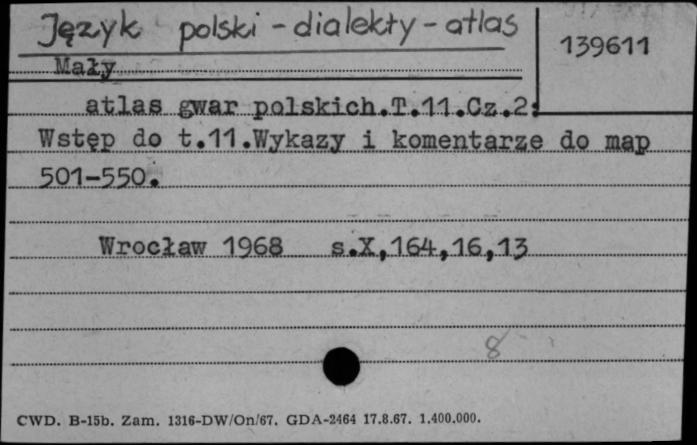 Język polski - dialekty - atlas
139611
Mały
atlas gwar polskich.T.11.Cz.2:
Wstęp do t.11.Wykazy i komentarze do map
501-550.
Wrocław 1968 s.X,164,16,13
8
CWD. B-15b. Zam. 1316-DW/On/67. GDA-2464 17.8.67. 1.400.000.